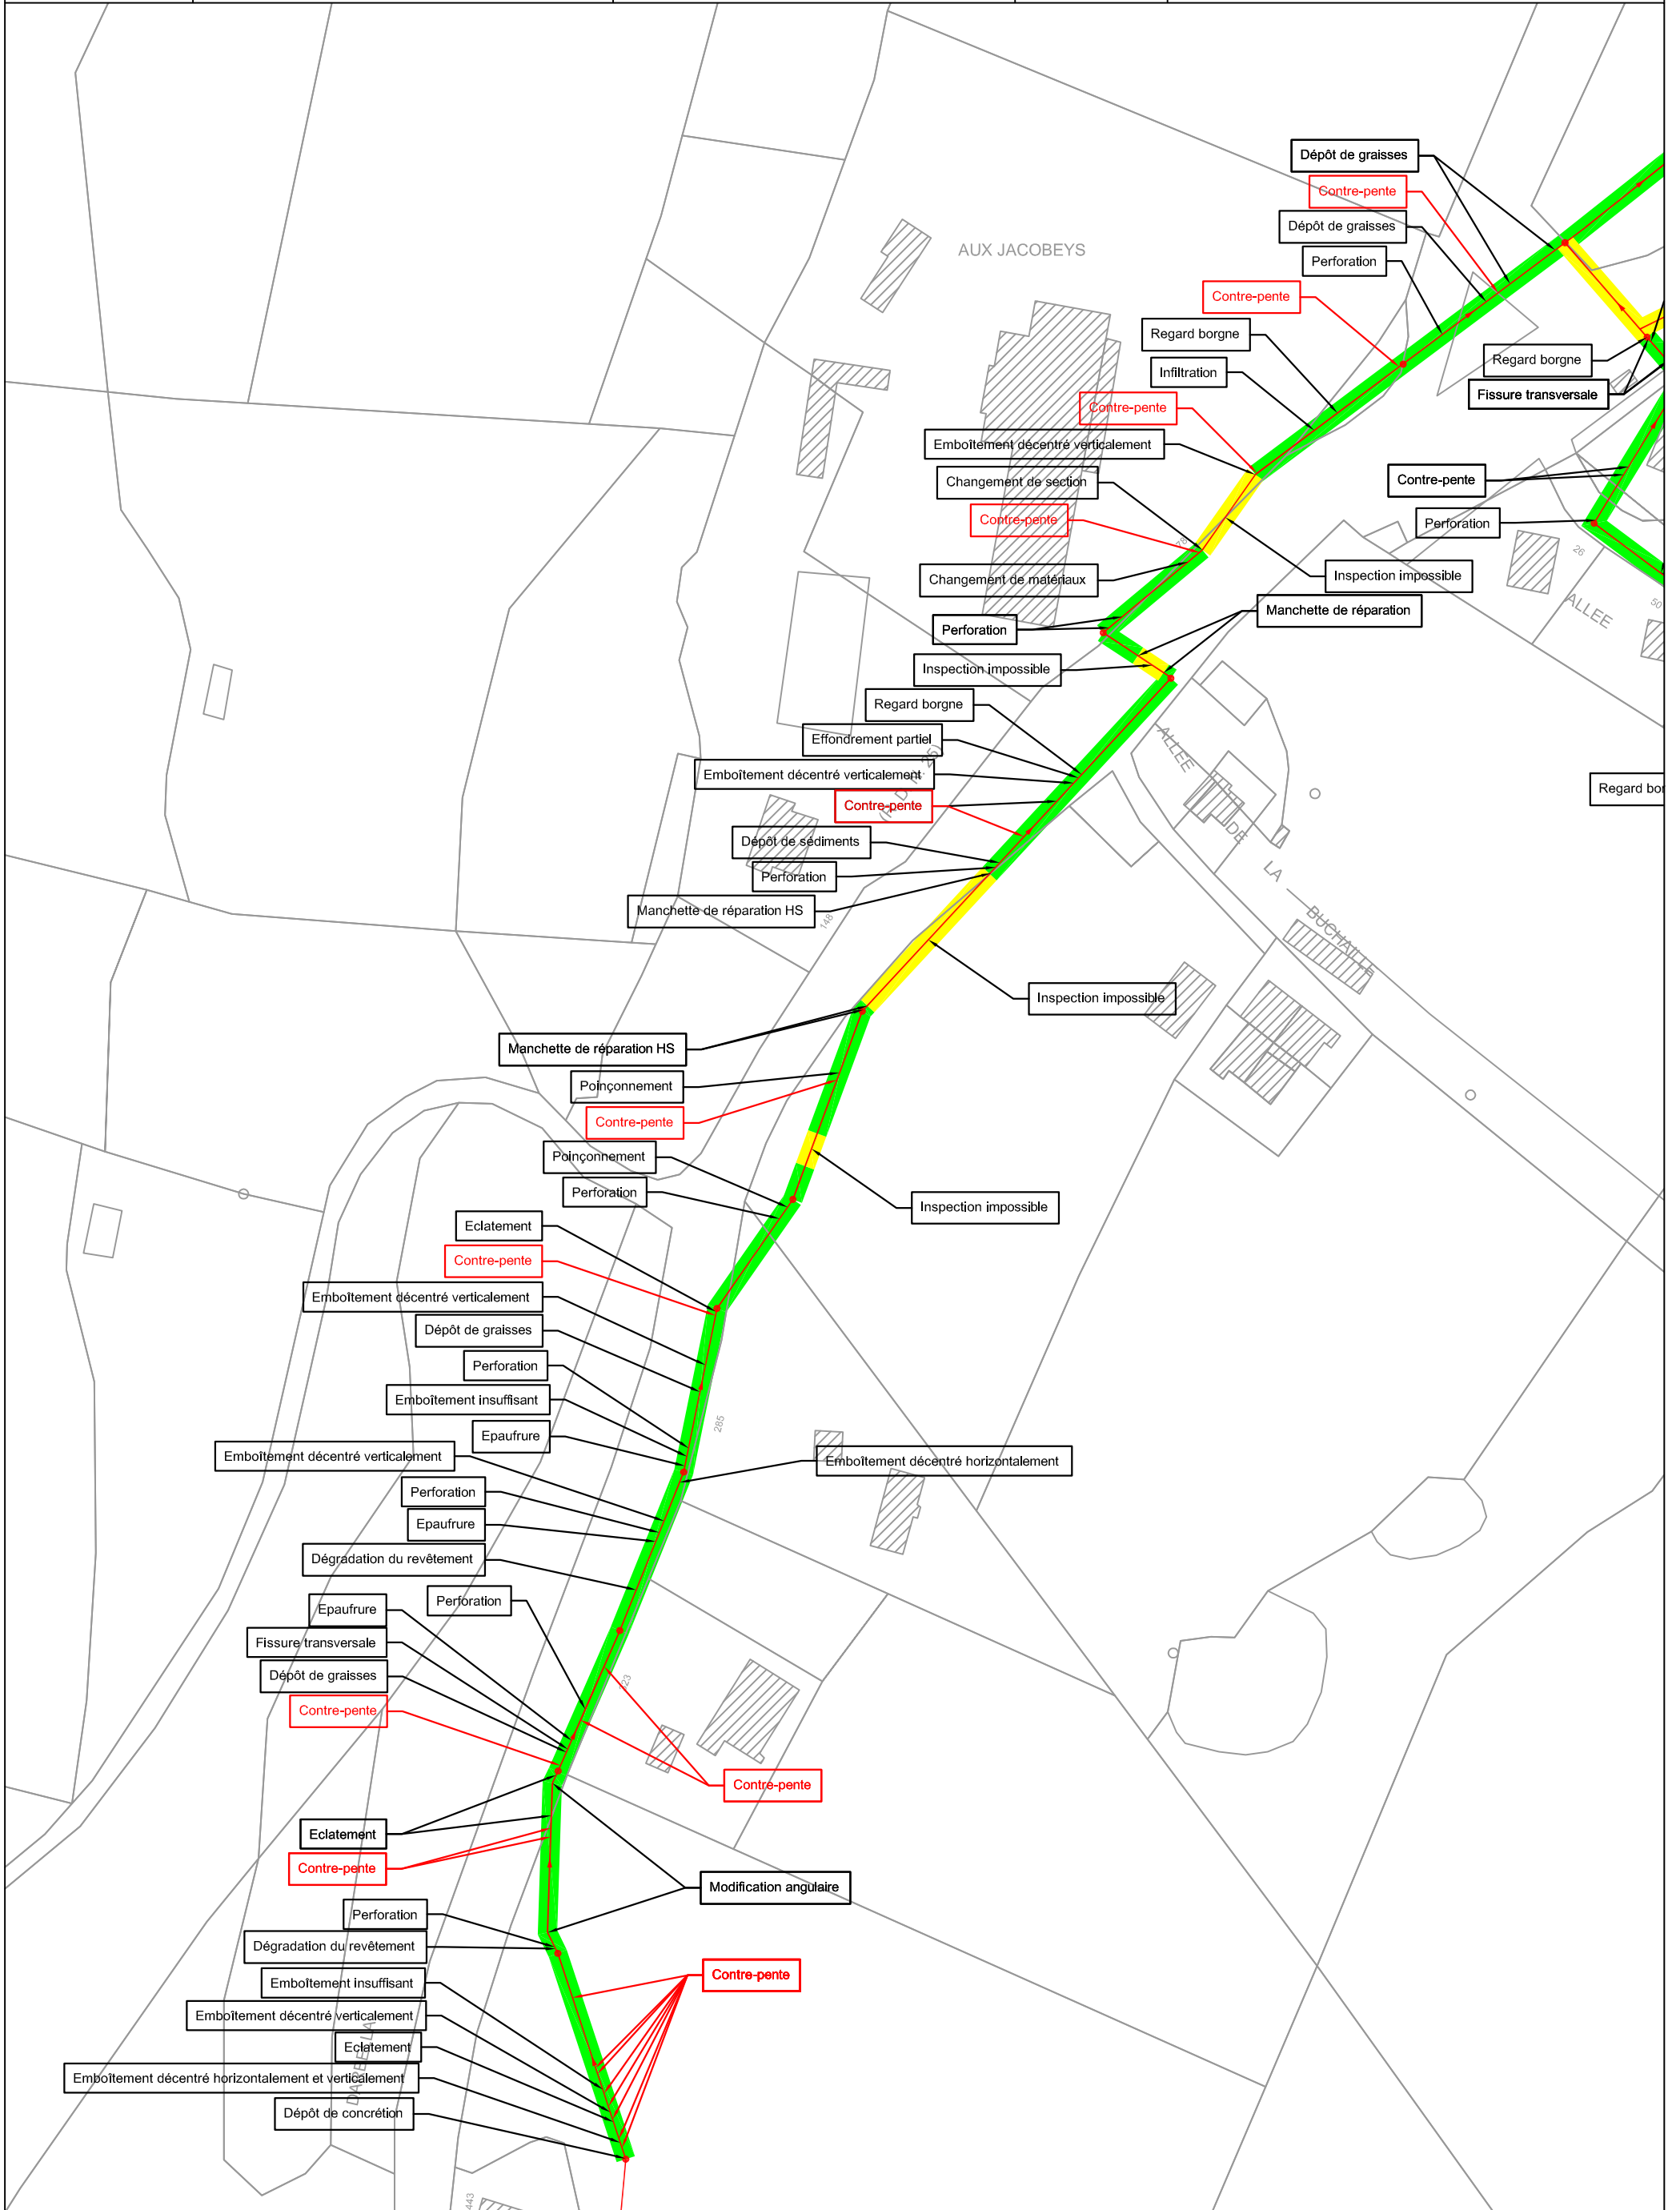 Dépôt de graisses
Contre-pente
Dépôt de graisses
AUX JACOBEYS
Perforation
Contre-pente
Regard borgne
Regard borgne
Infiltration
Fissure transversale
Contre-pente
Emboîtement décentré verticalement
Contre-pente
Changement de section
Contre-pente
Perforation
78
26
Inspection impossible
Changement de matériaux
ALLEE
50
Manchette de réparation
Perforation
Inspection impossible
Regard borgne
Effondrement partiel
ALLEE
Emboîtement décentré verticalement
Regard bor
Contre-pente
DE
Dépôt de sédiments
LA
Perforation
Manchette de réparation HS
148
BUCHAILLE
Inspection impossible
Manchette de réparation HS
Poinçonnement
Contre-pente
Poinçonnement
Perforation
Inspection impossible
Eclatement
Contre-pente
Emboîtement décentré verticalement
Dépôt de graisses
Perforation
Emboîtement insuffisant
285
Epaufrure
Emboîtement décentré verticalement
Emboîtement décentré horizontalement
Perforation
Epaufrure
Dégradation du revêtement
Perforation
Epaufrure
Fissure transversale
Dépôt de graisses
Contre-pente
Contre-pente
Eclatement
Contre-pente
Modification angulaire
Perforation
Dégradation du revêtement
Contre-pente
Emboîtement insuffisant
Emboîtement décentré verticalement
Eclatement
Emboîtement décentré horizontalement et verticalement
Dépôt de concrétion
443